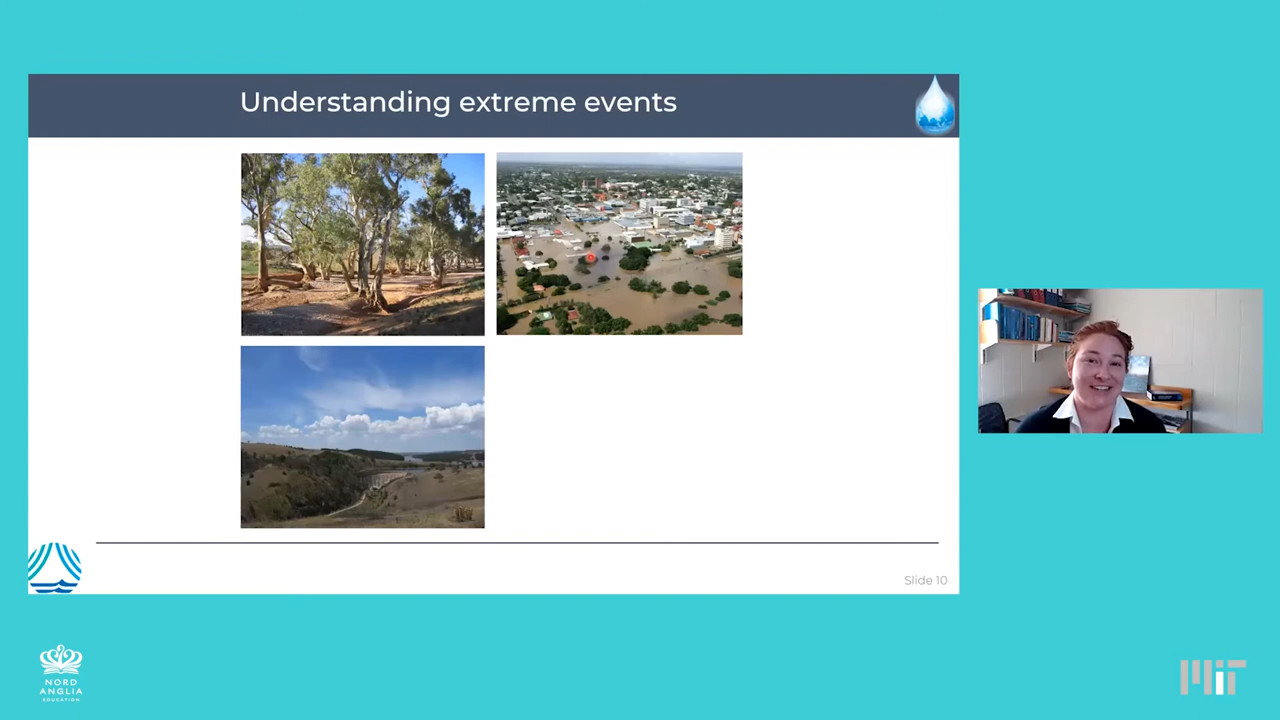 Understanding extreme events
Slide 10
NORD
ANGLIA
EDUCATION
MIT